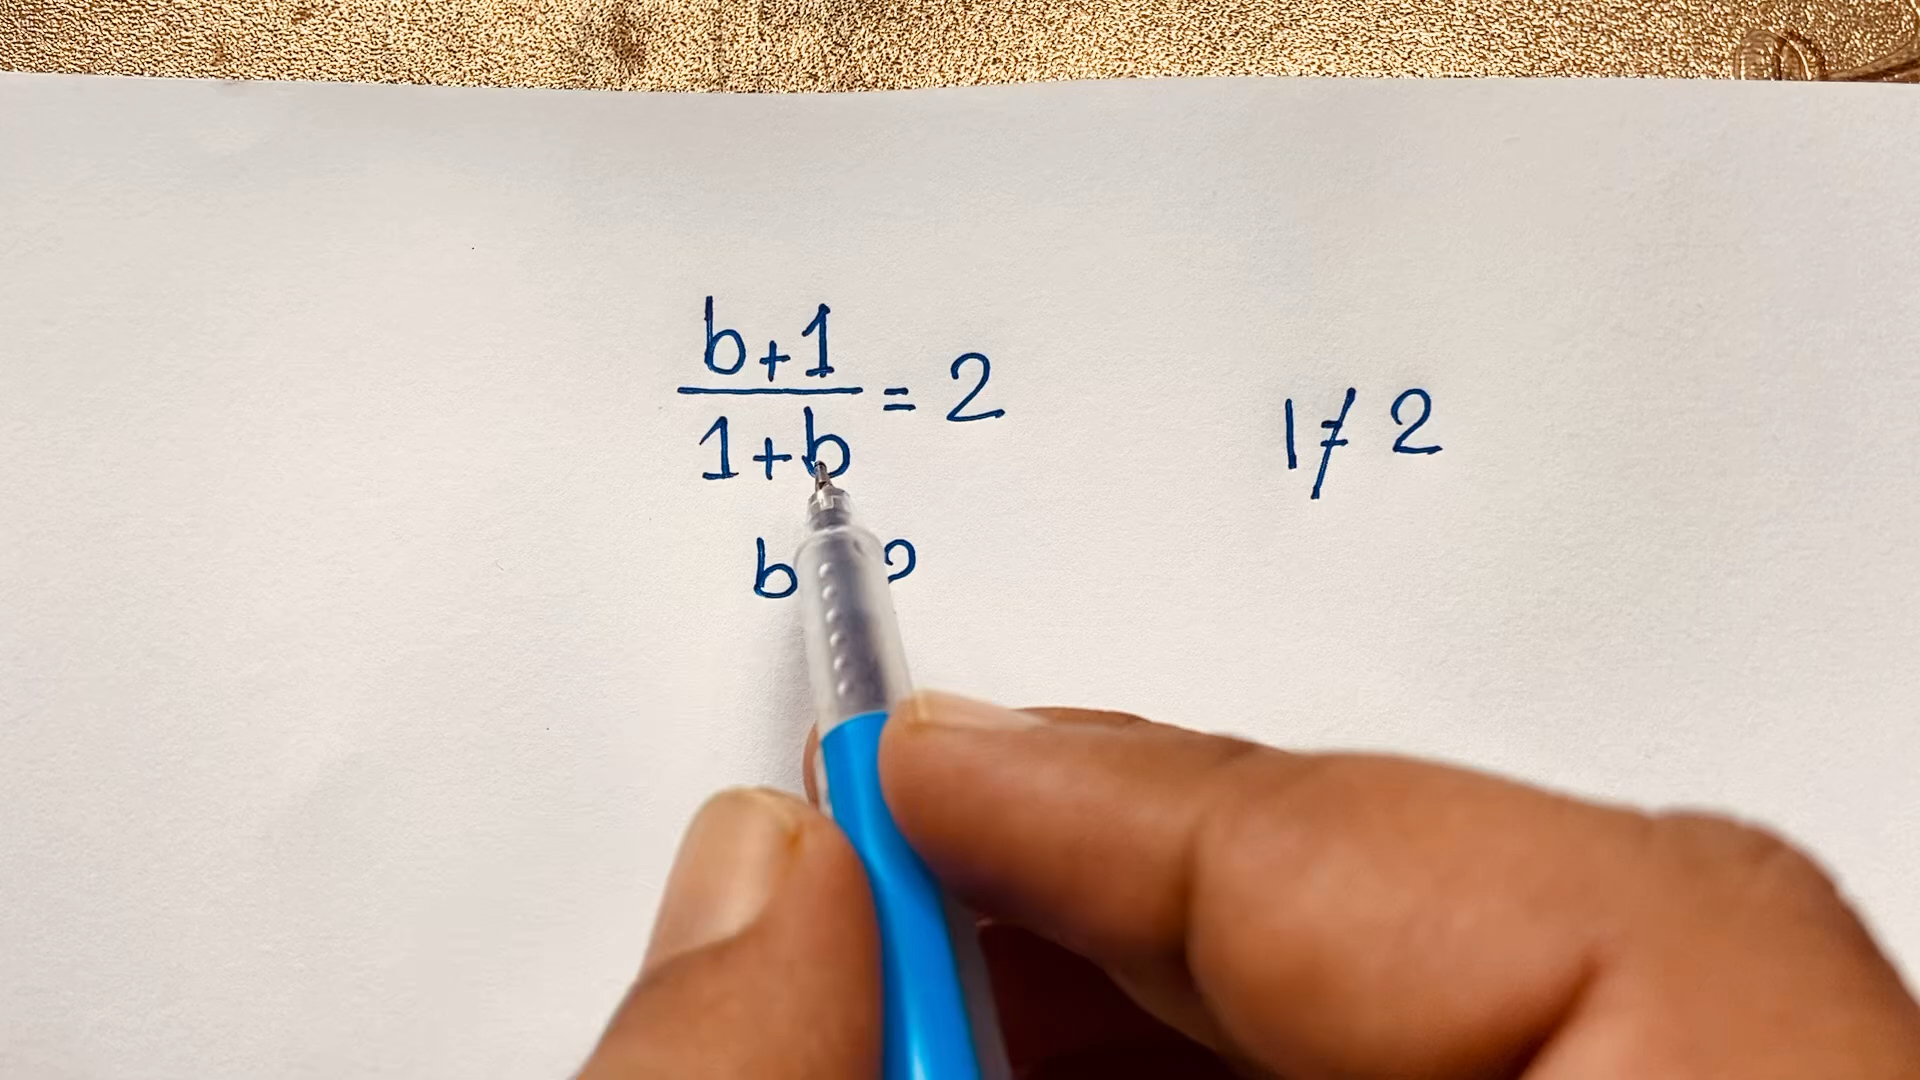 b+1
= 2
1+b
1 ≠ 2
b